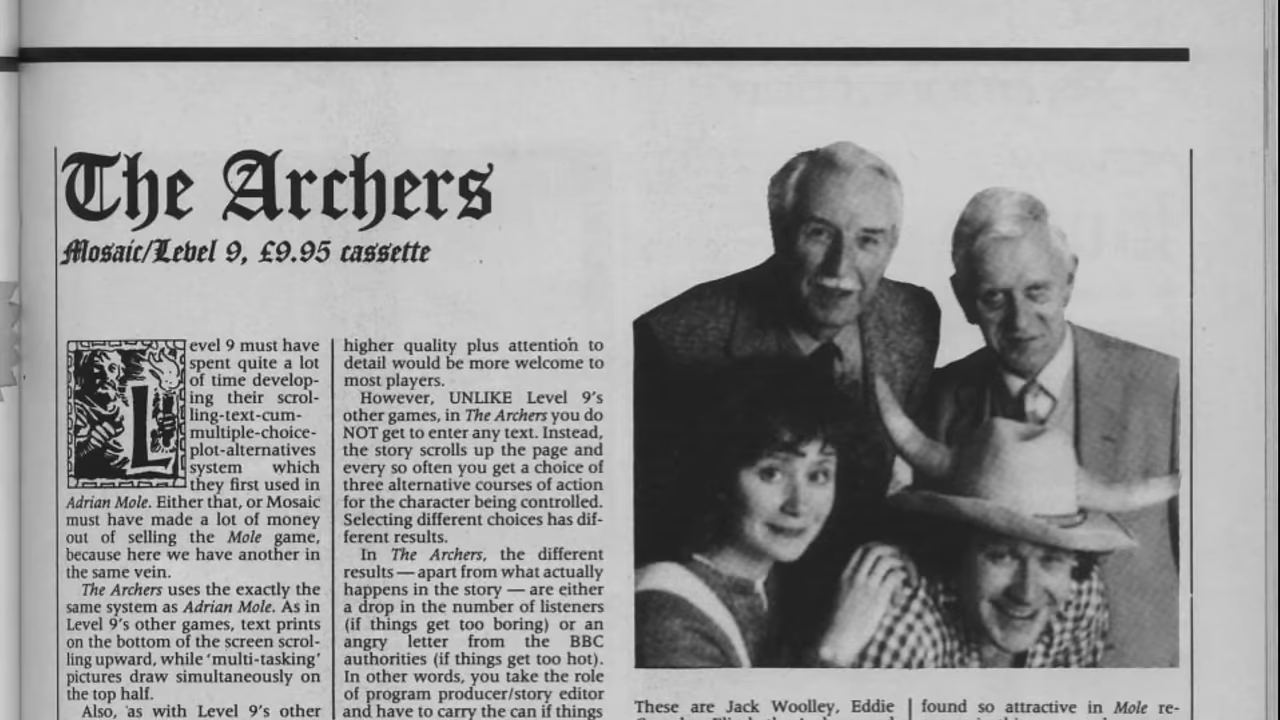 The Archers
Mosaic/Level 9, £9.95 cassette
Level 9 must have
spent quite a lot
of time develop-
ing their scrol-
ling-text-cum-
multiple-choice-
plot-alternatives
system which
they first used in
Adrian Mole. Either that, or Mosaic
must have made a lot of money
out of selling the Mole game,
because here we have another in
the same vein.
The Archers uses the exactly the
same system as Adrian Mole. As in
Level 9's other games, text prints
on the bottom of the screen scrol-
ling upward, while 'multi-tasking'
pictures draw simultaneously on
the top half.
Also, as with Level 9's other
higher quality plus attention to
detail would be more welcome to
most players.
However, UNLIKE Level 9's
other games, in The Archers you do
NOT get to enter any text. Instead,
the story scrolls up the page and
every so often you get a choice of
three alternative courses of action
for the character being controlled.
Selecting different choices has dif-
ferent results.
In The Archers, the different
results — apart from what actually
happens in the story — are either
a drop in the number of listeners
(if things get too boring) or an
angry letter from the BBC
authorities (if things get too hot).
In other words, you take the role
of program producer/story editor
and have to carry the can if things
These are Jack Woolley, Eddie
found so attractive in Mole re-